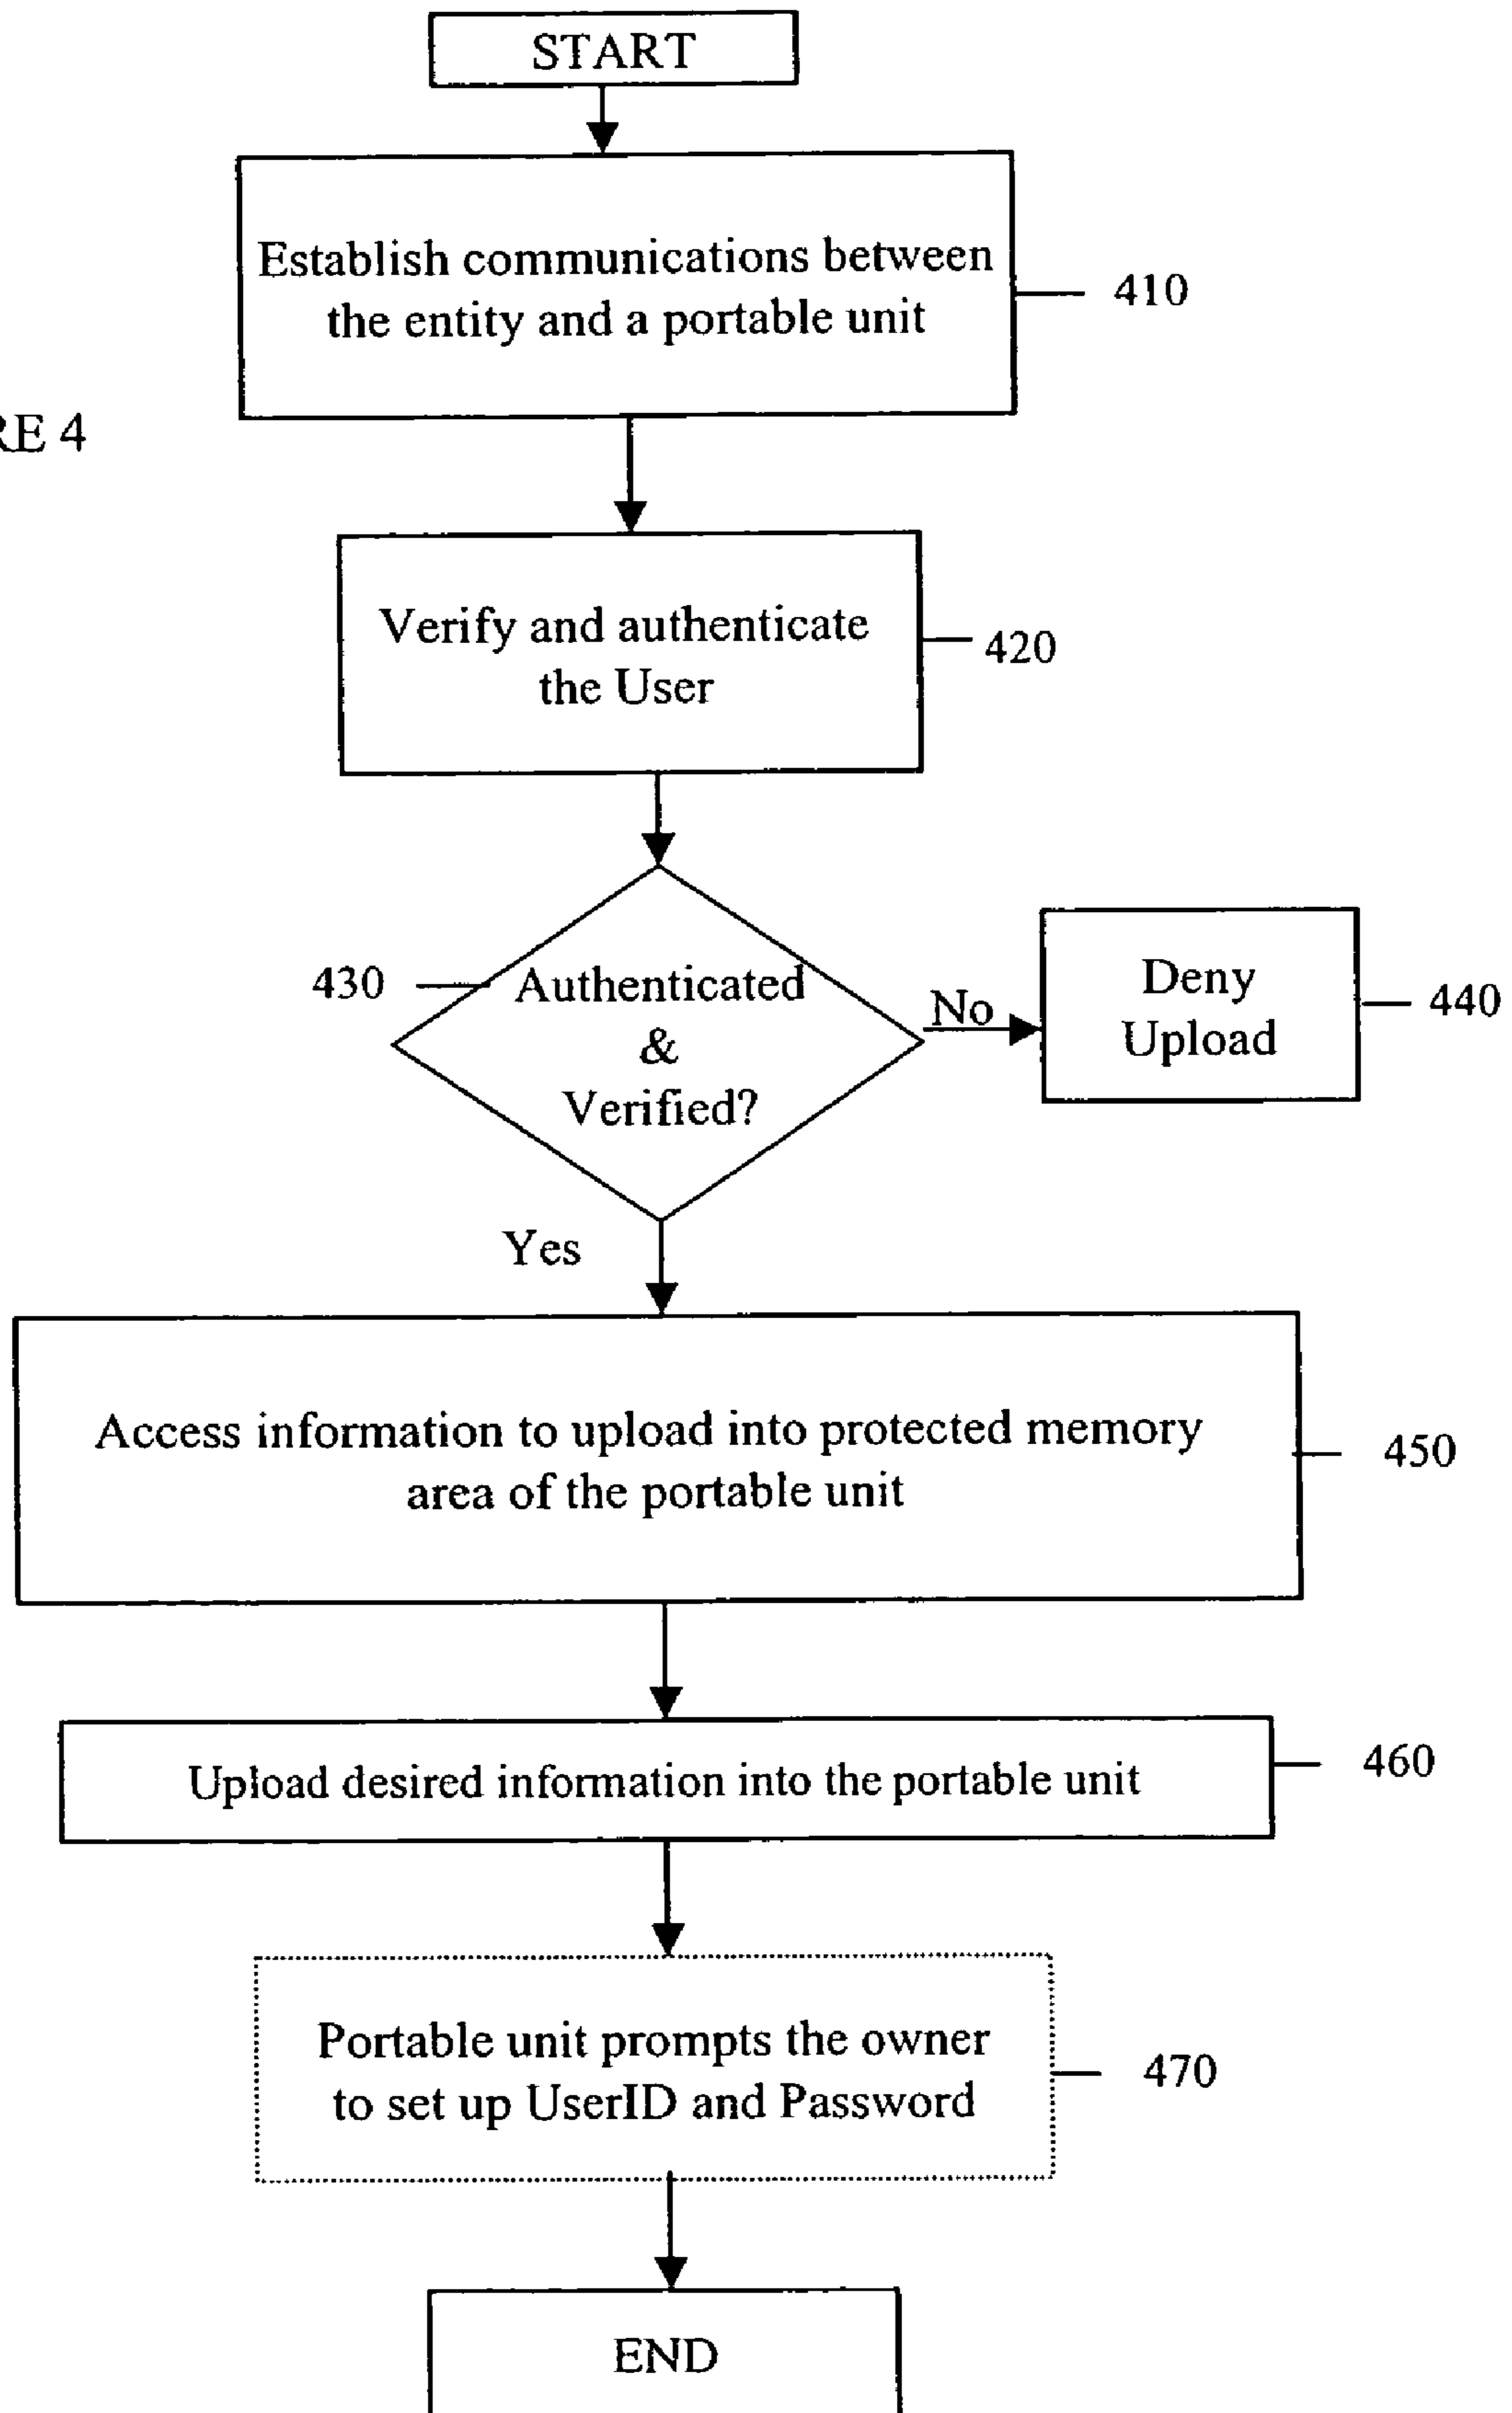 START
Establish communications between
the entity and a portable unit
410
RE 4
Verify and authenticate
the User
420
430
Authenticated
&
Verified?
No
Deny
Upload
440
Yes
Access information to upload into protected memory
area of the portable unit
450
Upload desired information into the portable unit
460
Portable unit prompts the owner
to set up UserID and Password
470
END